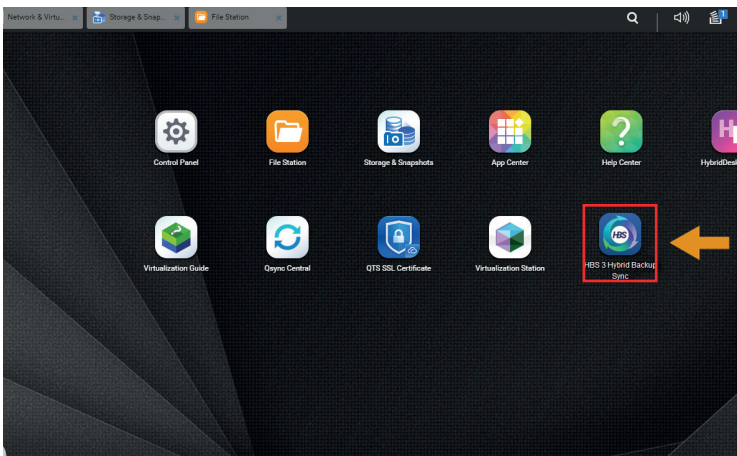 Network & Virtu...
Storage & Snap...
File Station
1
Control Panel
File Station
Storage & Snapshots
App Center
Help Center
Virtualization Guide
Qsync Central
QTS SSL Certificate
Virtualization Station
HBS
HBS 3 Hybrid Backup
Sync